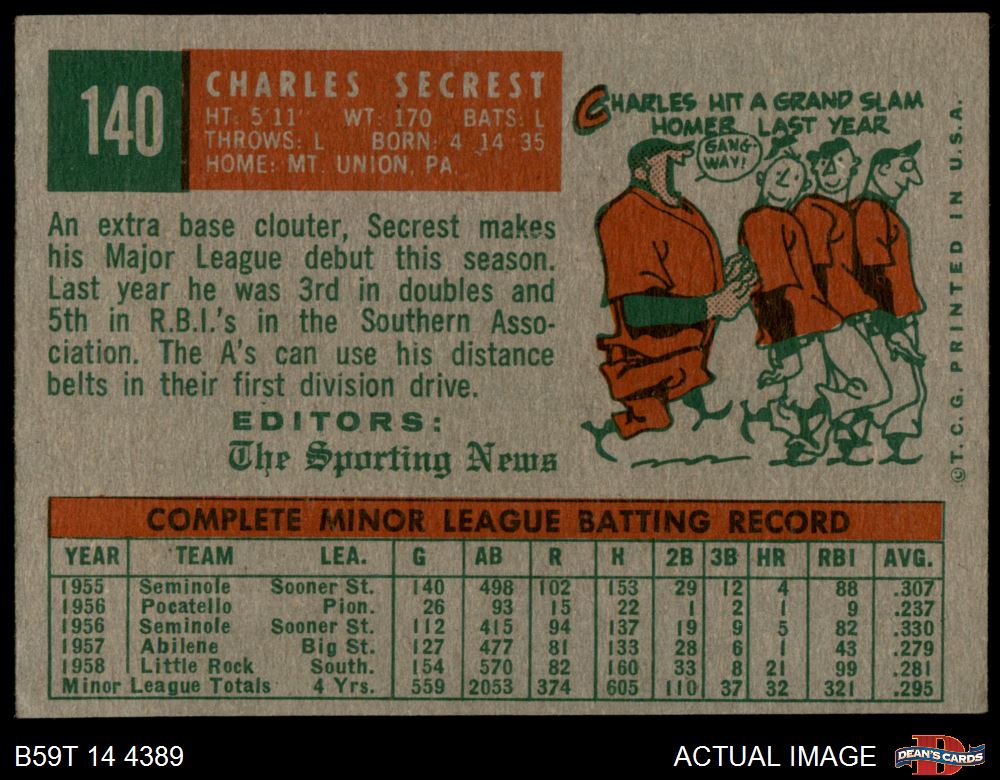 140
CHARLES SECREST
HT: 5'11" WT: 170 BATS: L
THROWS: L BORN: 4 14 35
HOME: MT. UNION, PA.
An extra base clouter, Secrest makes
his Major League debut this season.
Last year he was 3rd in doubles and
5th in R.B.I.'s in the Southern Asso-
ciation. The A's can use his distance
belts in their first division drive.
EDITORS:
The Sporting News
CHARLES HIT A GRAND SLAM
HOMER LAST YEAR
GANG-
WAY!
©T.C.G. PRINTED IN U.S.A.
COMPLETE MINOR LEAGUE BATTING RECORD
YEAR TEAM LEA. G AB R H 2B 3B HR RBI AVG.
1955 Seminole Sooner St. 140 498 102 153 29 12 4 88 .307
1956 Pocatello Pion. 26 93 15 22 1 2 1 9 .237
1956 Seminole Sooner St. 112 415 94 137 19 9 5 82 .330
1957 Abilene Big St. 127 477 81 133 28 6 1 43 .279
1958 Little Rock South. 154 570 82 160 33 8 21 99 .281
Minor League Totals 4 Yrs. 559 2053 374 605 110 37 32 321 .295
B59T 14 4389
ACTUAL IMAGE
D
DEAN'S CARDS